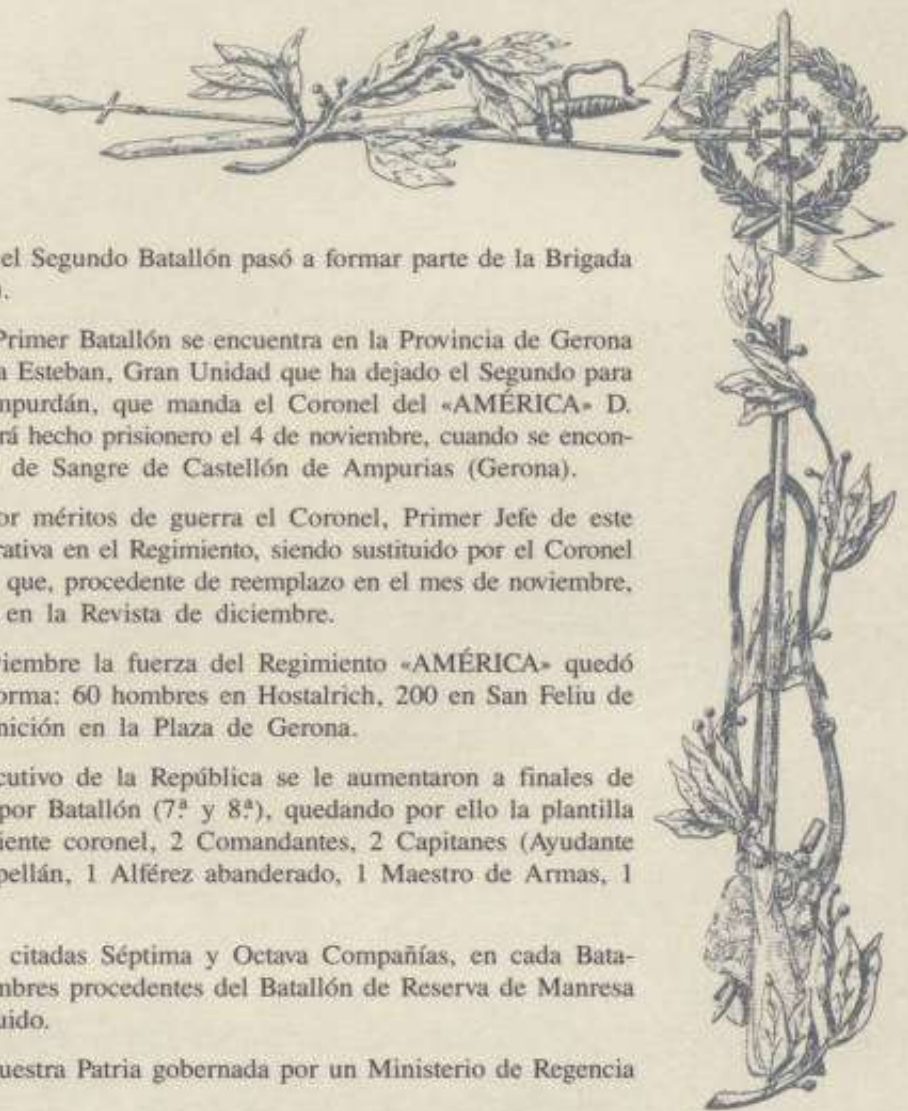 el Segundo Batallón pasó a formar parte de la Brigada
).
Primer Batallón se encuentra en la Provincia de Gerona
a Esteban, Gran Unidad que ha dejado el Segundo para
npurdán, que manda el Coronel del «AMÉRICA» D.
rá hecho prisionero el 4 de noviembre, cuando se encon-
de Sangre de Castellón de Ampurias (Gerona).
or méritos de guerra el Coronel, Primer Jefe de este
rativa en el Regimiento, siendo sustituido por el Coronel
que, procedente de reemplazo en el mes de noviembre,
en la Revista de diciembre.
viembre la fuerza del Regimiento «AMÉRICA» quedó
orma: 60 hombres en Hostalrich, 200 en San Feliu de
nición en la Plaza de Gerona.
cutivo de la República se le aumentaron a finales de
por Batallón (7.ª y 8.ª), quedando por ello la plantilla
iente coronel, 2 Comandantes, 2 Capitanes (Ayudante
pellán, 1 Alférez abanderado, 1 Maestro de Armas, 1
citadas Séptima y Octava Compañías, en cada Bata-
mbres procedentes del Batallón de Reserva de Manresa
uido.
uestra Patria gobernada por un Ministerio de Regencia